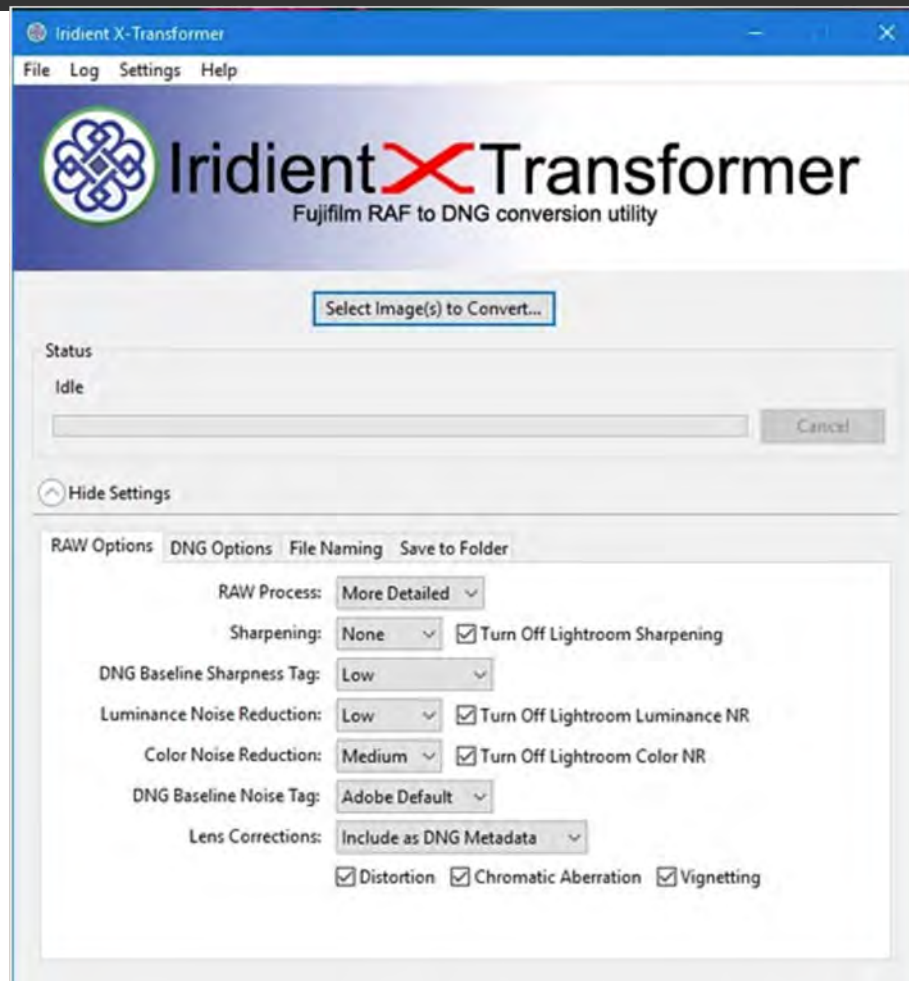 Iridient X-Transformer
File Log Settings Help
Iridient X Transformer
Fujifilm RAF to DNG conversion utility
Select Image(s) to Convert...
Status
Idle
Cancel
Hide Settings
RAW Options DNG Options File Naming Save to Folder
RAW Process: More Detailed
Sharpening: None Turn Off Lightroom Sharpening
DNG Baseline Sharpness Tag: Low
Luminance Noise Reduction: Low Turn Off Lightroom Luminance NR
Color Noise Reduction: Medium Turn Off Lightroom Color NR
DNG Baseline Noise Tag: Adobe Default
Lens Corrections: Include as DNG Metadata
Distortion Chromatic Aberration Vignetting